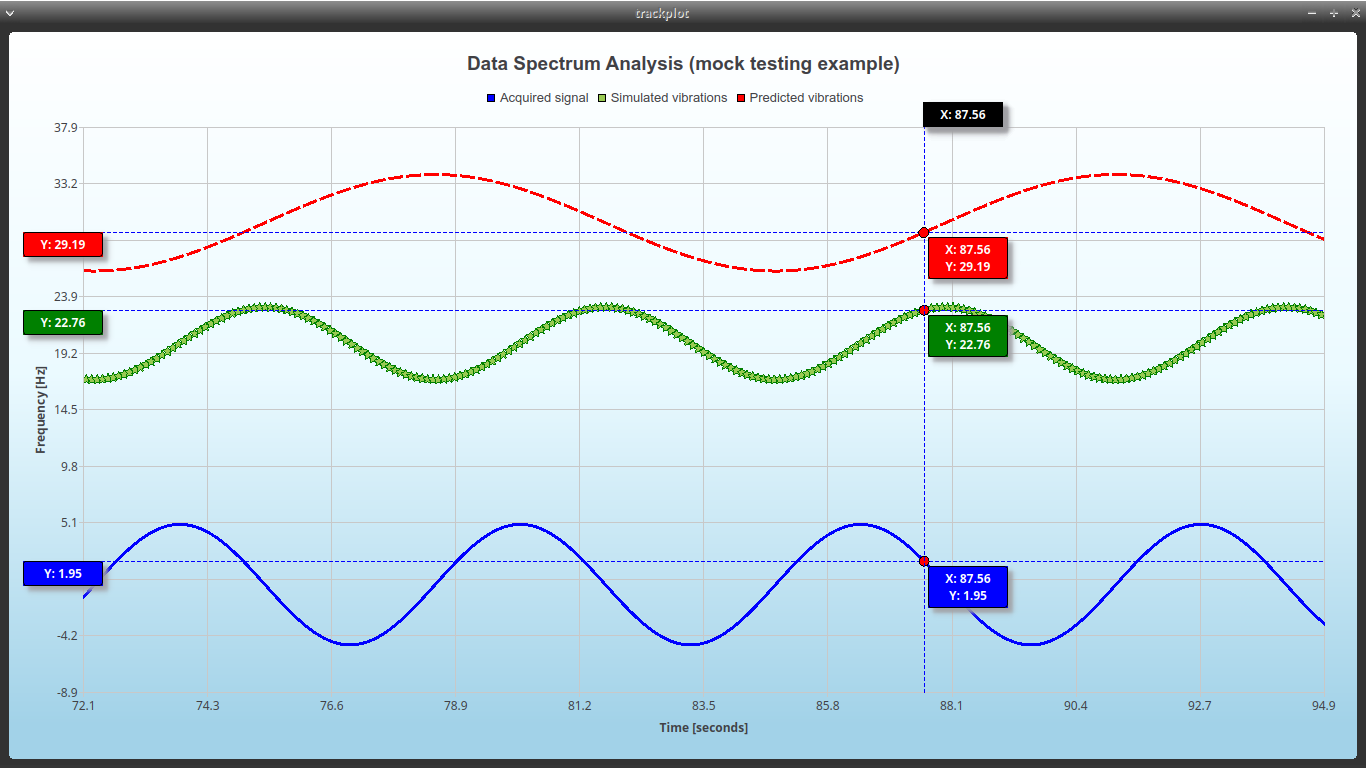 trackplot
Data Spectrum Analysis (mock testing example)
Acquired signal Simulated vibrations Predicted vibrations
X: 87.56
37.9
33.2
Y: 29.19
X: 87.56
Y: 29.19
23.9
Y: 22.76
X: 87.56
Y: 22.76
19.2
14.5
Frequency [Hz]
9.8
5.1
Y: 1.95
X: 87.56
Y: 1.95
-4.2
-8.9
72.1 74.3 76.6 78.9 81.2 83.5 85.8 88.1 90.4 92.7 94.9
Time [seconds]